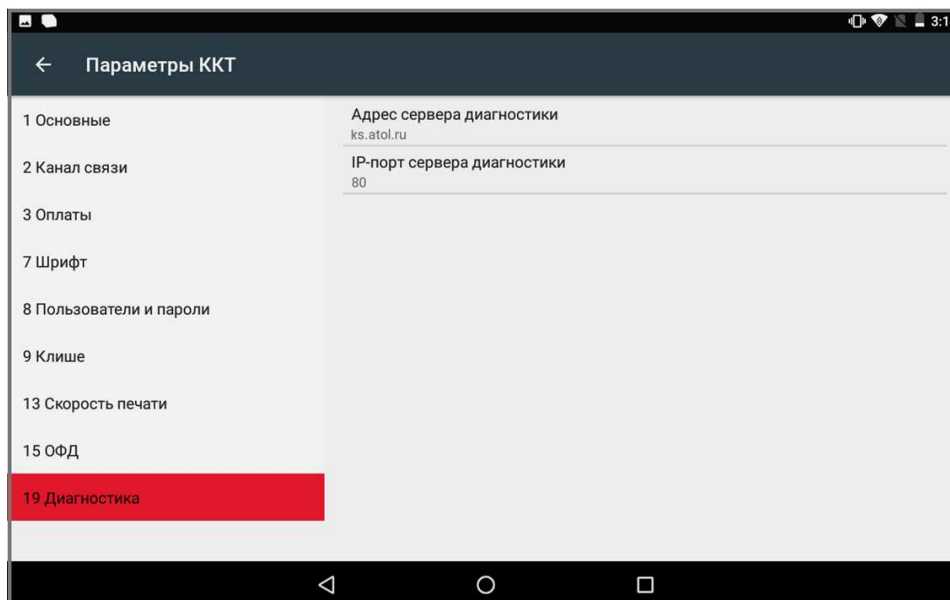 3:1
Параметры ККТ
1 Основные
2 Канал связи
3 Оплаты
7 Шрифт
8 Пользователи и пароли
9 Клише
13 Скорость печати
15 ОФД
19 Диагностика
Адрес сервера диагностики
ks.atol.ru
IP-порт сервера диагностики
80